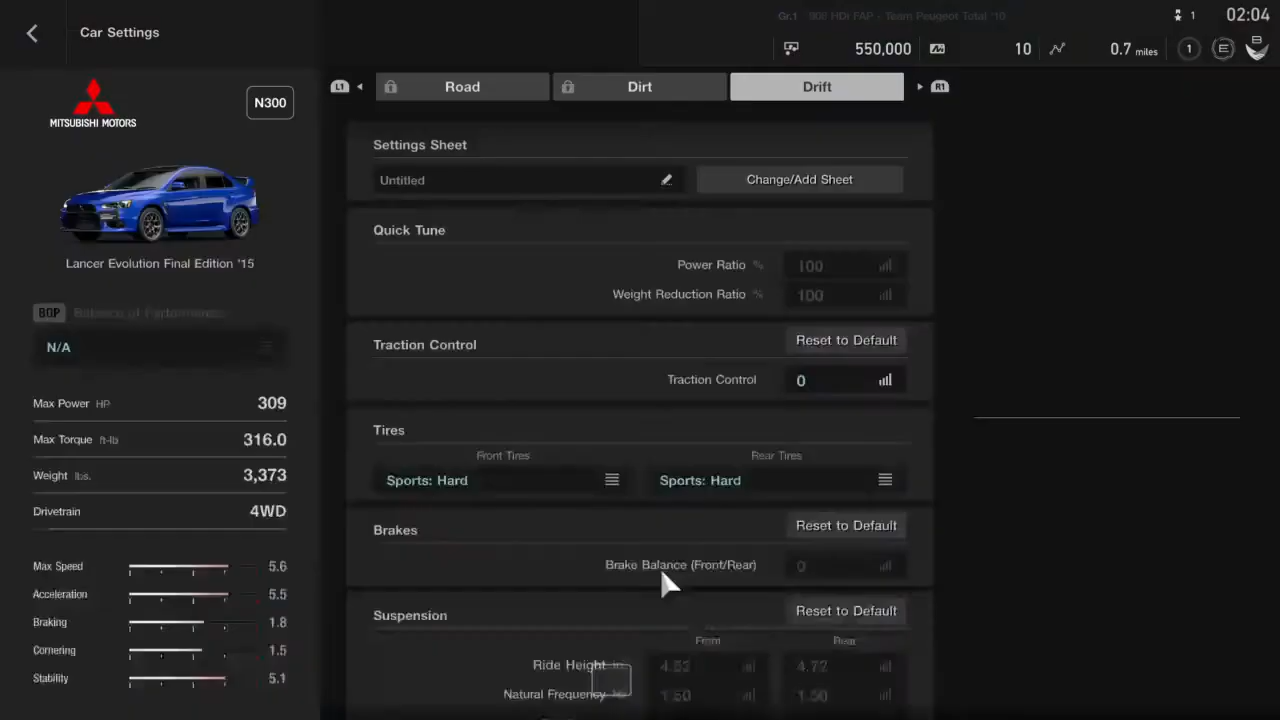 Car Settings
Gr.1 908 HDi FAP - Team Peugeot Total '10
1
02:04
550,000
10
0.7 miles
1
E
MITSUBISHI MOTORS
N300
Lancer Evolution Final Edition '15
BOP Balance of Performance
N/A
Max Power HP 309
Max Torque ft-lb 316.0
Weight lbs. 3,373
Drivetrain 4WD
Max Speed 5.6
Acceleration 5.5
Braking 1.8
Cornering 1.5
Stability 5.1
L1 Road Dirt Drift R1
Settings Sheet
Untitled Change/Add Sheet
Quick Tune
Power Ratio % 100
Weight Reduction Ratio % 100
Traction Control Reset to Default
Traction Control 0
Tires
Front Tires Rear Tires
Sports: Hard Sports: Hard
Brakes Reset to Default
Brake Balance (Front/Rear) 0
Suspension Reset to Default
Front Rear
Ride Height in. 4.72
Natural Frequency Hz 1.50 1.50